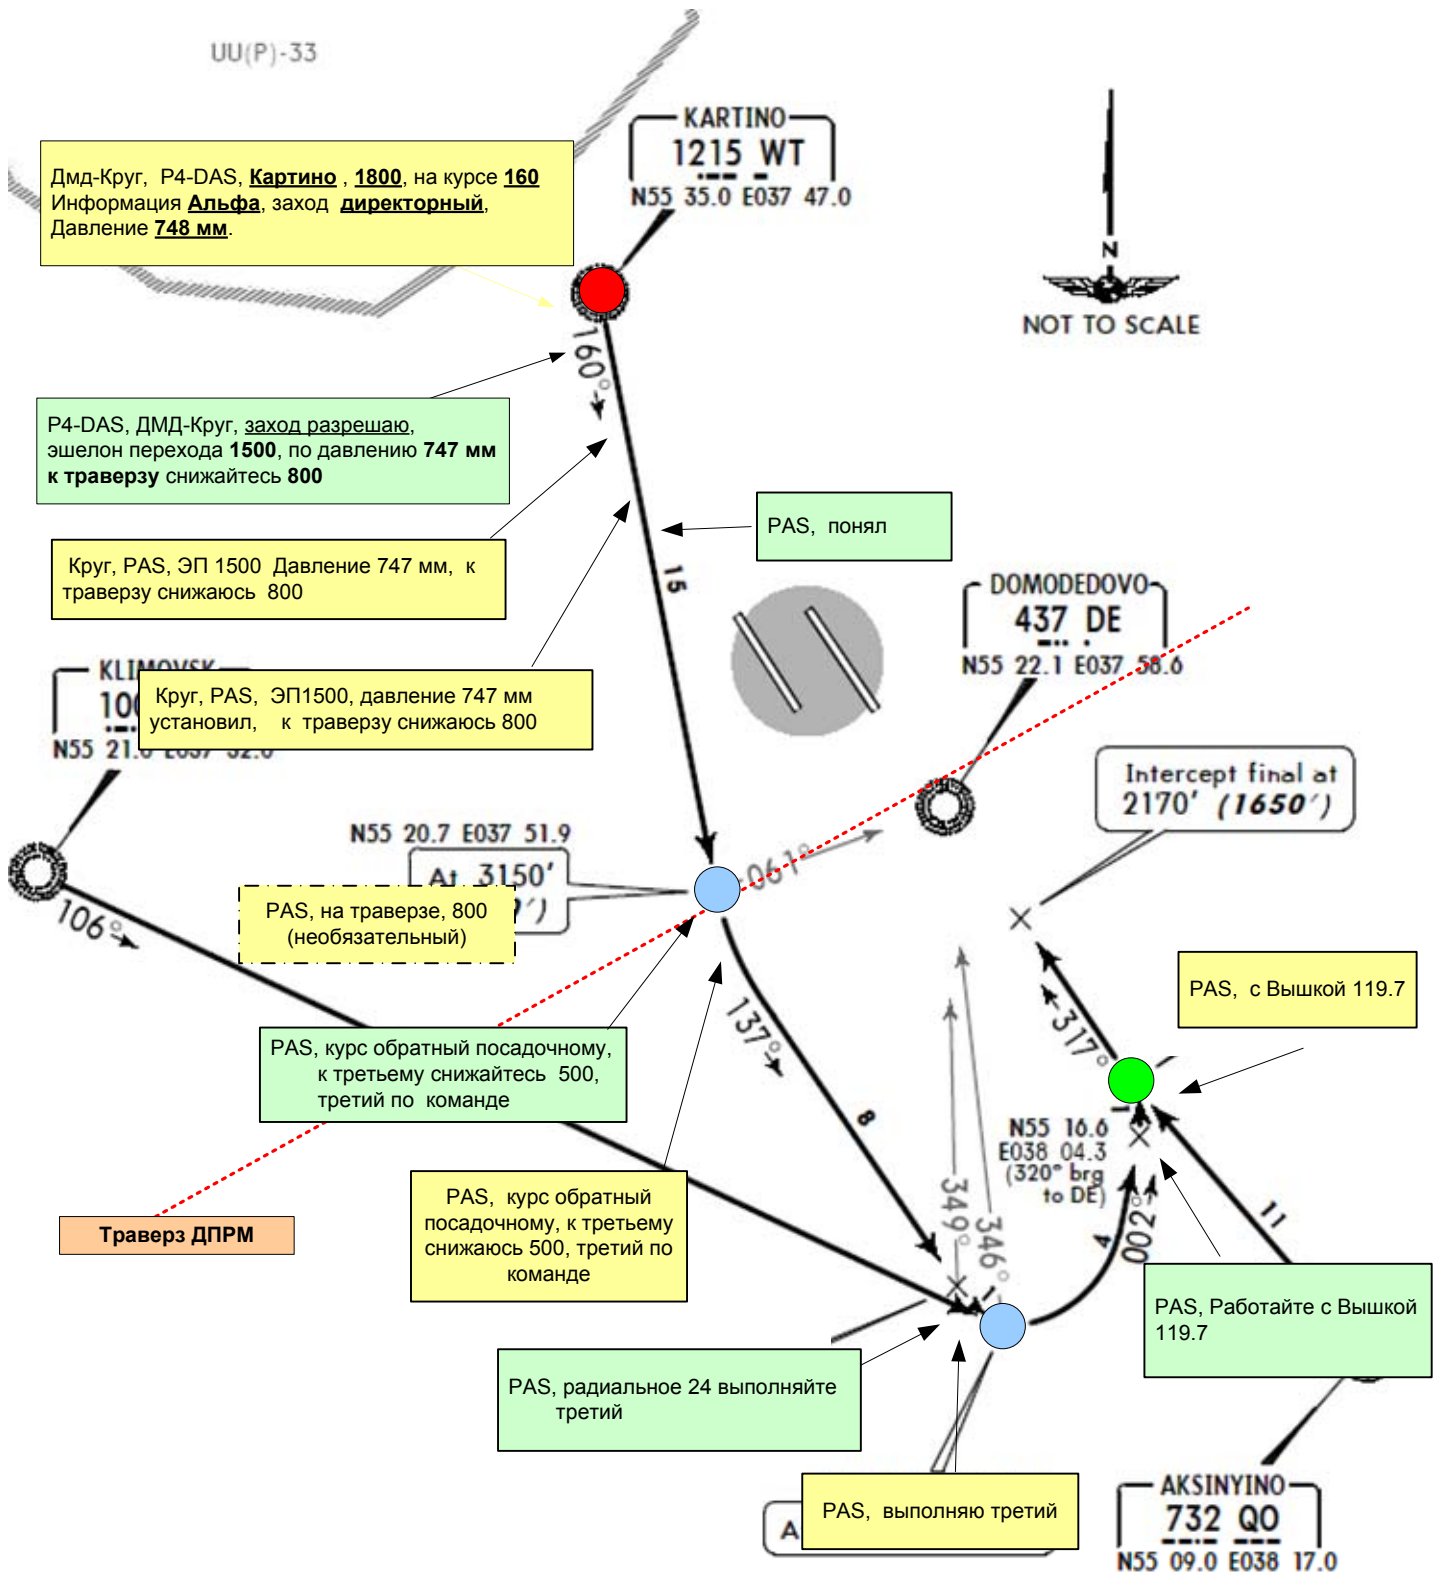 UU(P)-33
KARTINO
1215 WT
N55 35.0 E037 47.0
Дмд-Круг, P4-DAS, Картино , 1800, на курсе 160
Информация Альфа, заход директорный,
Давление 748 мм.
N
NOT TO SCALE
160°
P4-DAS, ДМД-Круг, заход разрешаю,
эшелон перехода 1500, по давлению 747 мм
к траверзу снижайтесь 800
PAS, понял
Круг, PAS, ЭП 1500 Давление 747 мм, к
траверзу снижаюсь 800
15
DOMODEDOVO
437 DE
N55 22.1 E037 58.6
Круг, PAS, ЭП1500, давление 747 мм
установил, к траверзу снижаюсь 800
N55
Intercept final at
2170' (1650')
N55 20.7 E037 51.9
At 3150'
061°
106°
PAS, на траверзе, 800
(необязательный)
137°
PAS, с Вышкой 119.7
317°
PAS, курс обратный посадочному,
к третьему снижайтесь 500,
третий по команде
8
N55 16.6
E038 04.3
(320° brg
to DE)
1
349°
346°
4
002°
11
PAS, курс обратный
посадочному, к третьему
снижаюсь 500, третий по
команде
Траверз ДПРМ
PAS, Работайте с Вышкой
119.7
1
PAS, радиальное 24 выполняйте
третий
A
PAS, выполняю третий
AKSINYINO
732 QO
N55 09.0 E038 17.0